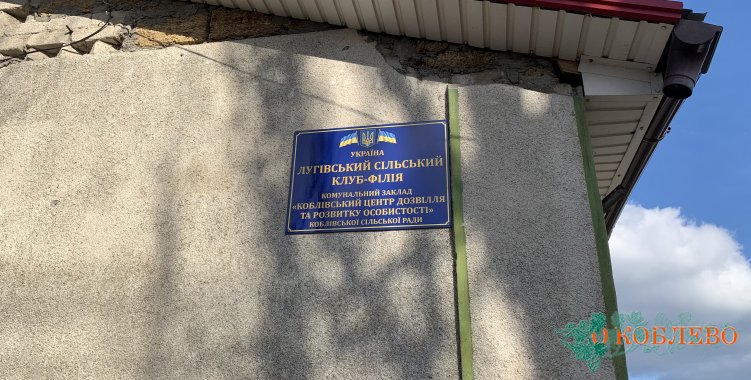 УКРАЇНА
ЛУГІВСЬКИЙ СІЛЬСЬКИЙ
КЛУБ-ФІЛІЯ
КОМУНАЛЬНИЙ ЗАКЛАД
«КОБЛІВСЬКИЙ ЦЕНТР ДОЗВІЛЛЯ
ТА РОЗВИТКУ ОСОБИСТОСТІ»
КОБЛІВСЬКОЇ СІЛЬСЬКОЇ РАДИ
О КОБЛЕВО